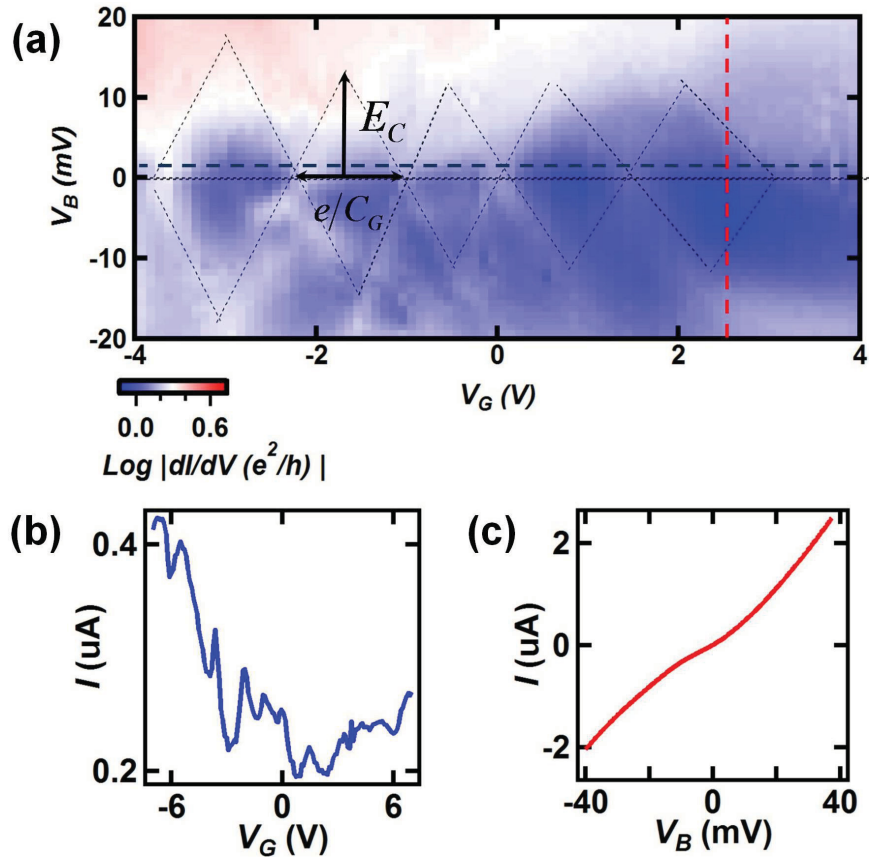 (a)
20
10
0
-10
-20
V_B (mV)
E_C
e/C_G
-4
-2
0
2
4
V_G (V)
0.0
0.6
Log |dI/dV (e²/h) |
(b)
0.4
0.2
I (uA)
-6
0
6
V_G (V)
(c)
2
0
-2
I (uA)
-40
0
40
V_B (mV)